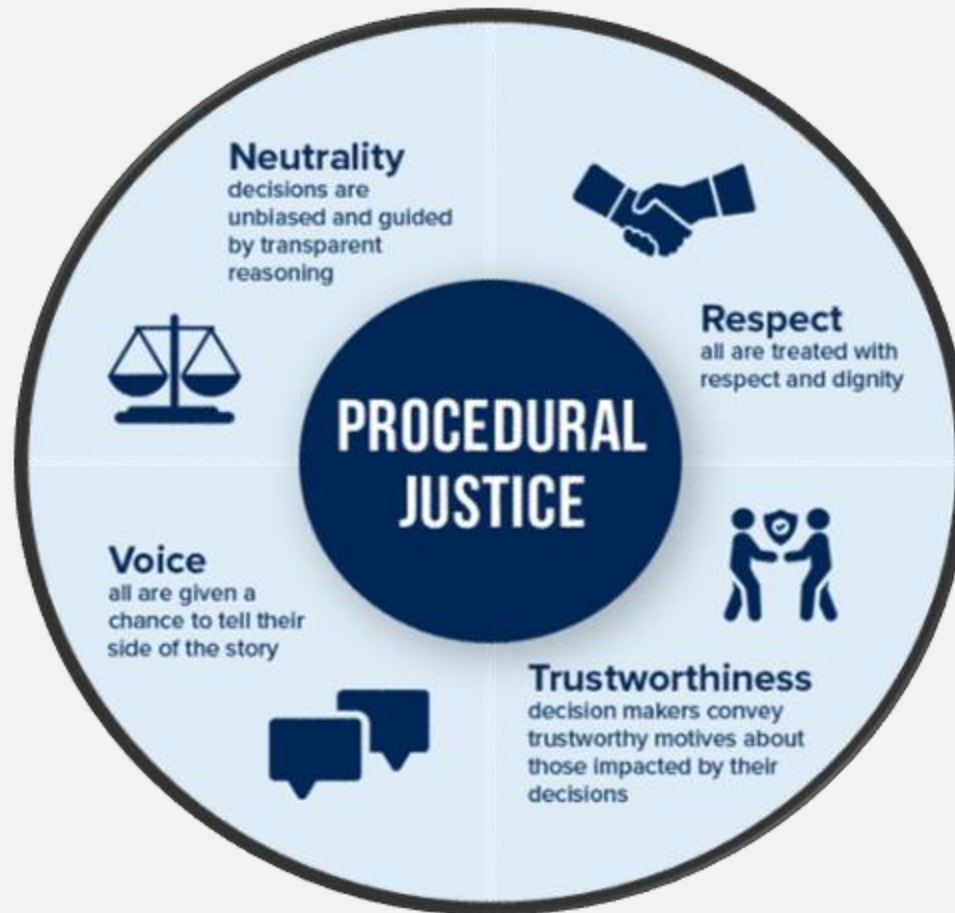 Neutrality
decisions are
unbiased and guided
by transparent
reasoning
Respect
all are treated with
respect and dignity
PROCEDURAL
JUSTICE
Voice
all are given a
chance to tell their
side of the story
Trustworthiness
decision makers convey
trustworthy motives about
those impacted by their
decisions